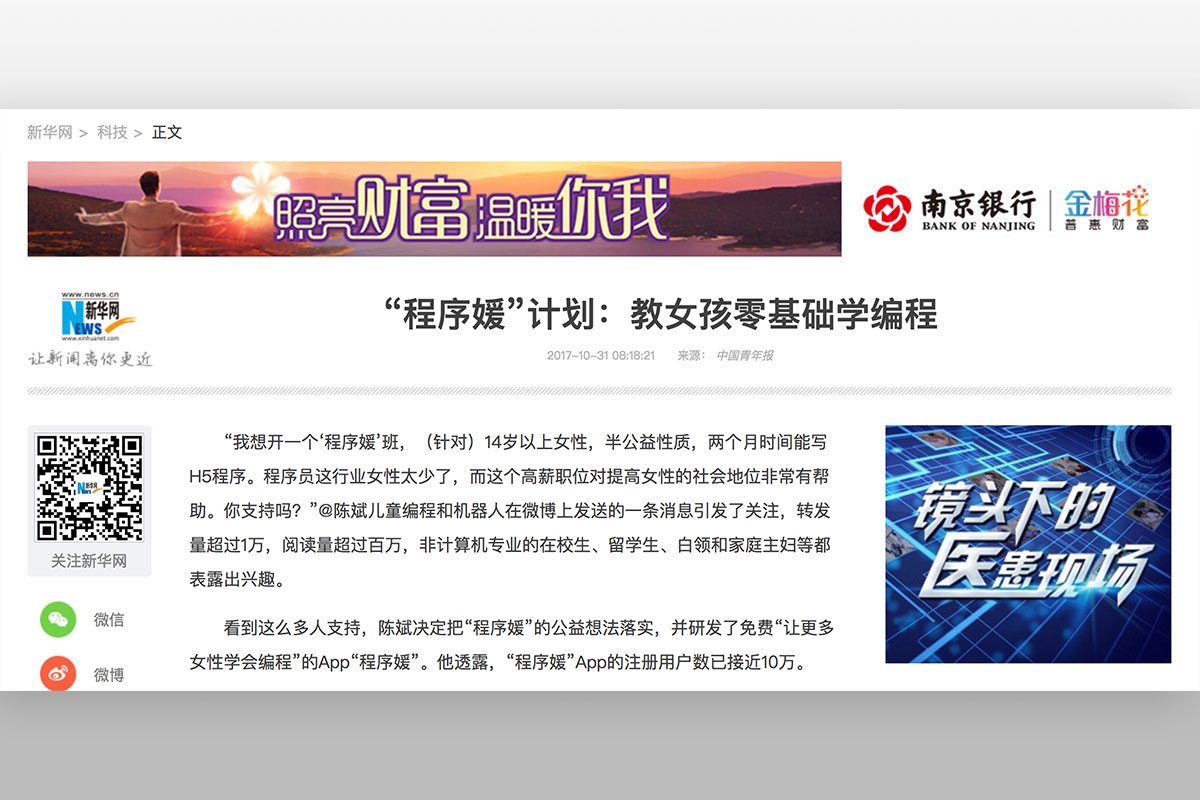 新华网 > 科技 > 正文
照亮财富 温暖你我
南京银行
BANK OF NANJING
金梅花
普惠财富
www.news.cn
新华网
NEWS
www.xinhuanet.com
让新闻离你更近
“程序媛”计划：教女孩零基础学编程
2017-10-31 08:18:21 来源： 中国青年报
新华网
News
关注新华网
微信
微博
“我想开一个‘程序媛’班，（针对）14岁以上女性，半公益性质，两个月时间能写
H5程序。程序员这行业女性太少了，而这个高薪职位对提高女性的社会地位非常有帮
助。你支持吗？”@陈斌儿童编程和机器人在微博上发送的一条消息引发了关注，转发
量超过1万，阅读量超过百万，非计算机专业的在校生、留学生、白领和家庭主妇等都
表露出兴趣。
看到这么多人支持，陈斌决定把“程序媛”的公益想法落实，并研发了免费“让更多
女性学会编程”的App“程序媛”。他透露，“程序媛”App的注册用户数已接近10万。
镜头下的
医患现场